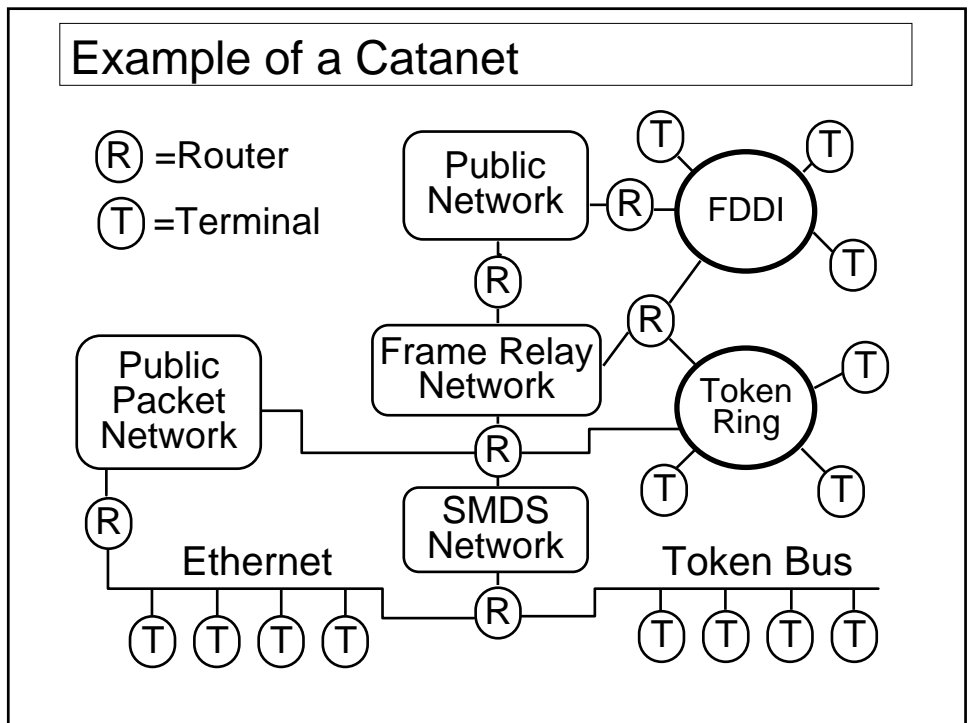 Example of a Catanet
R =Router
T =Terminal
Public
Network
R
FDDI
T
T
T
R
R
Public
Packet
Network
Frame Relay
Network
Token
Ring
T
T
T
R
R
SMDS
Network
Ethernet
Token Bus
R
T
T
T
T
T
T
T
T